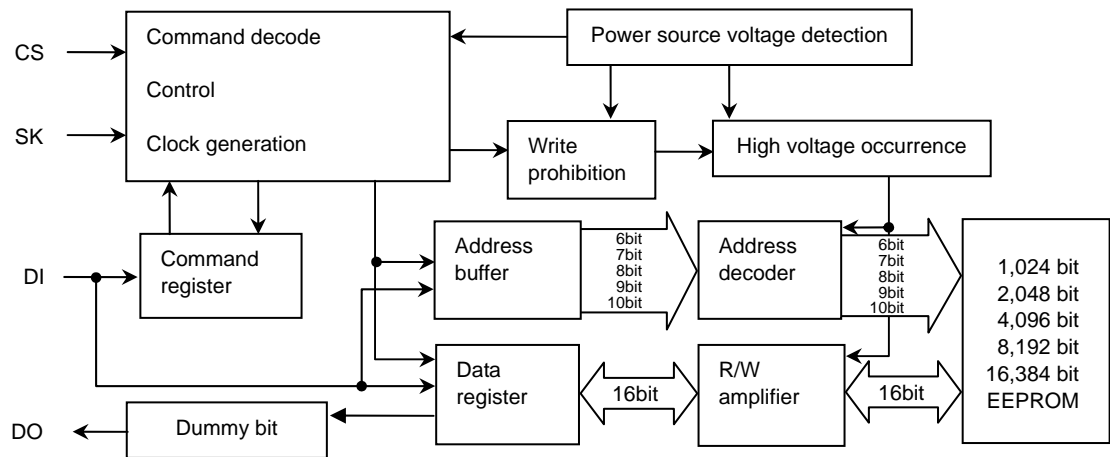 CS
SK
DI
DO
Command decode
Control
Clock generation
Power source voltage detection
Write
prohibition
High voltage occurrence
Command
register
Address
buffer
6bit
7bit
8bit
9bit
10bit
Address
decoder
6bit
7bit
8bit
9bit
10bit
1,024 bit
2,048 bit
4,096 bit
8,192 bit
16,384 bit
EEPROM
Data
register
16bit
R/W
amplifier
16bit
Dummy bit